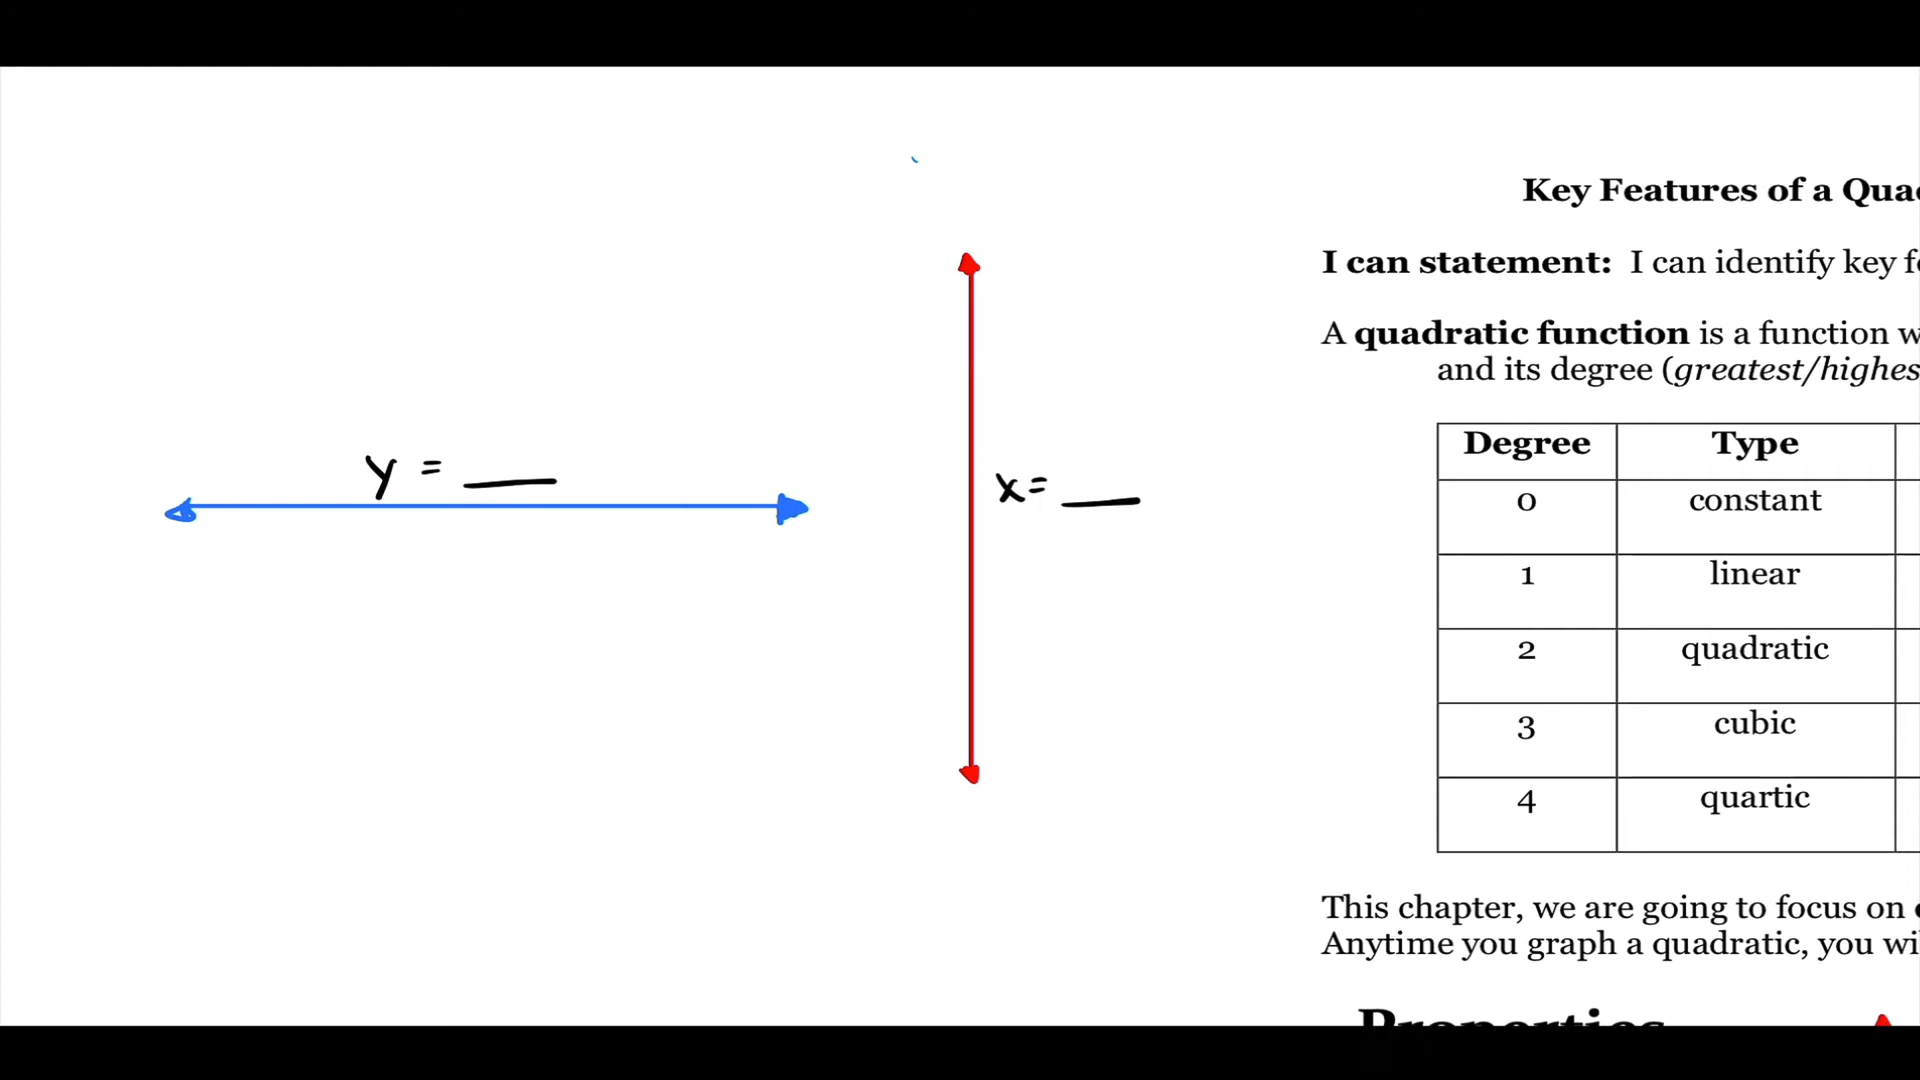 y = ___
x= ___
Key Features of a Qua
I can statement: I can identify key f
A quadratic function is a function w
and its degree (greatest/highes
Degree Type
0 constant
1 linear
2 quadratic
3 cubic
4 quartic
This chapter, we are going to focus on
Anytime you graph a quadratic, you wi
Properties